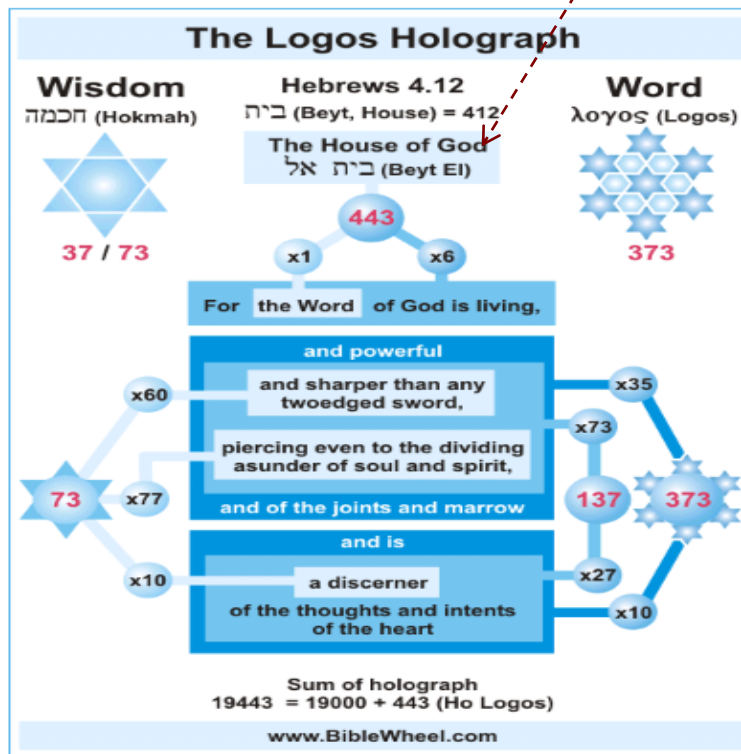 The Logos Holograph
Wisdom
חכמה (Hokmah)
37 / 73
Hebrews 4.12
בית (Beyt, House) = 412
The House of God
בית אל (Beyt El)
Word
λογος (Logos)
373
443
x1
x6
For the Word of God is living,
and powerful
and sharper than any
twoedged sword,
piercing even to the dividing
asunder of soul and spirit,
and of the joints and marrow
and is
a discerner
of the thoughts and intents
of the heart
x60
73
x77
x10
x35
x73
137
373
x27
x10
Sum of holograph
19443 = 19000 + 443 (Ho Logos)
www.BibleWheel.com